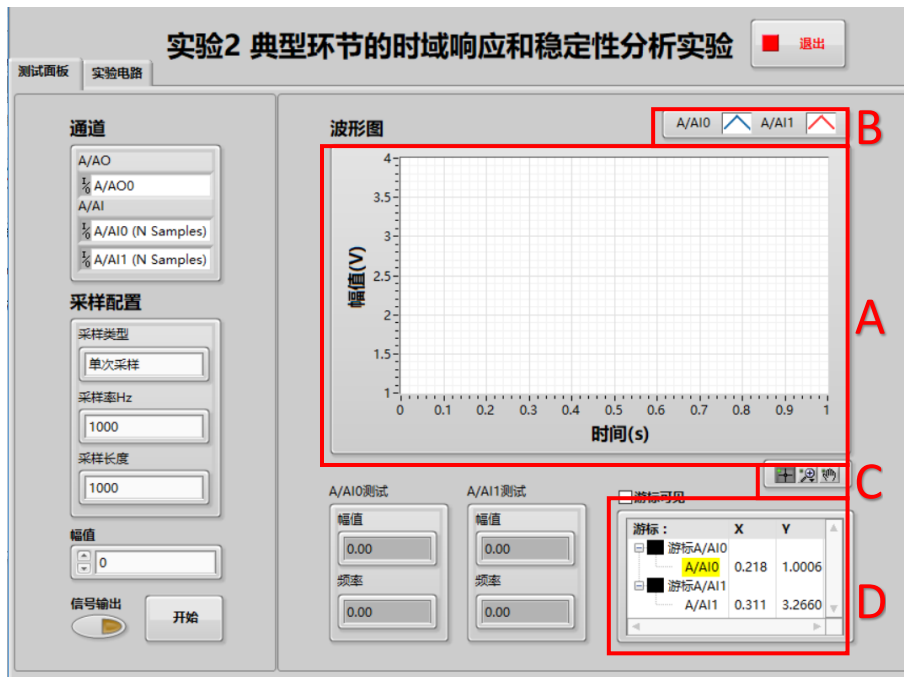 实验2 典型环节的时域响应和稳定性分析实验
退出
测试面板
实验电路
通道
A/AO
A/AO0
A/AI
A/AI0 (N Samples)
A/AI1 (N Samples)
采样配置
采样类型
单次采样
采样率Hz
1000
采样长度
1000
幅值
0
信号输出
开始
波形图
A/AI0 A/AI1
B
4
3.5
3
2.5
2
1.5
1
幅值(V)
0 0.1 0.2 0.3 0.4 0.5 0.6 0.7 0.8 0.9 1
时间(s)
A
C
A/AI0测试
幅值
0.00
频率
0.00
A/AI1测试
幅值
0.00
频率
0.00
游标可见
游标： X Y
游标A/AI0
A/AI0 0.218 1.0006
游标A/AI1
A/AI1 0.311 3.2660
D